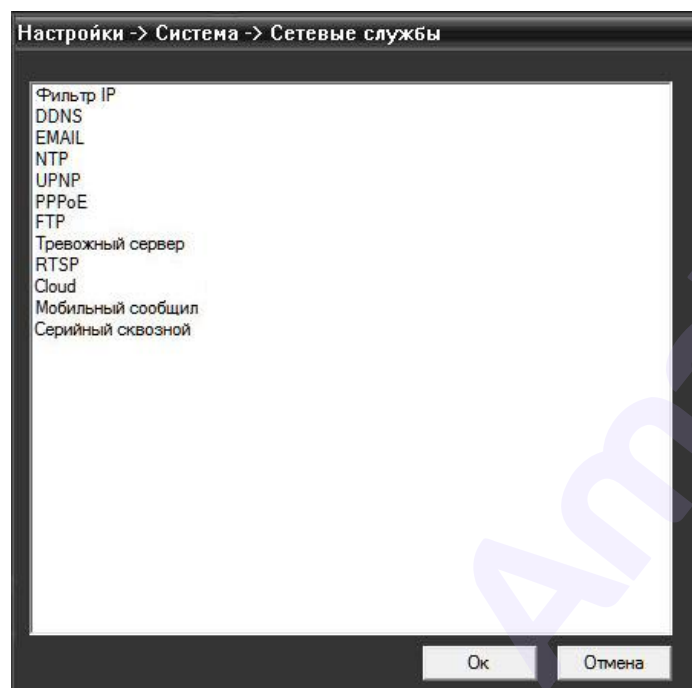 Настройки -> Система -> Сетевые службы
Фильтр IP
DDNS
EMAIL
NTP
UPNP
PPPoE
FTP
Тревожный сервер
RTSP
Cloud
Мобильный сообщил
Серийный сквозной
Ок
Отмена